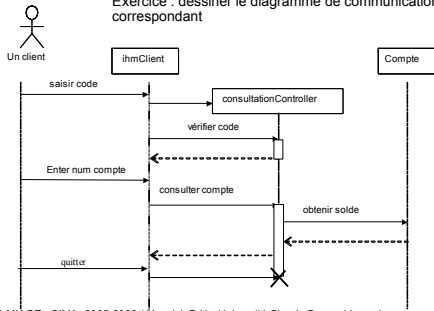 Exercice : dessiner le diagramme de communication
correspondant
Un client
ihmClient
Compte
saisir code
consultationController
vérifier code
Enter num compte
consulter compte
obtenir solde
quitter